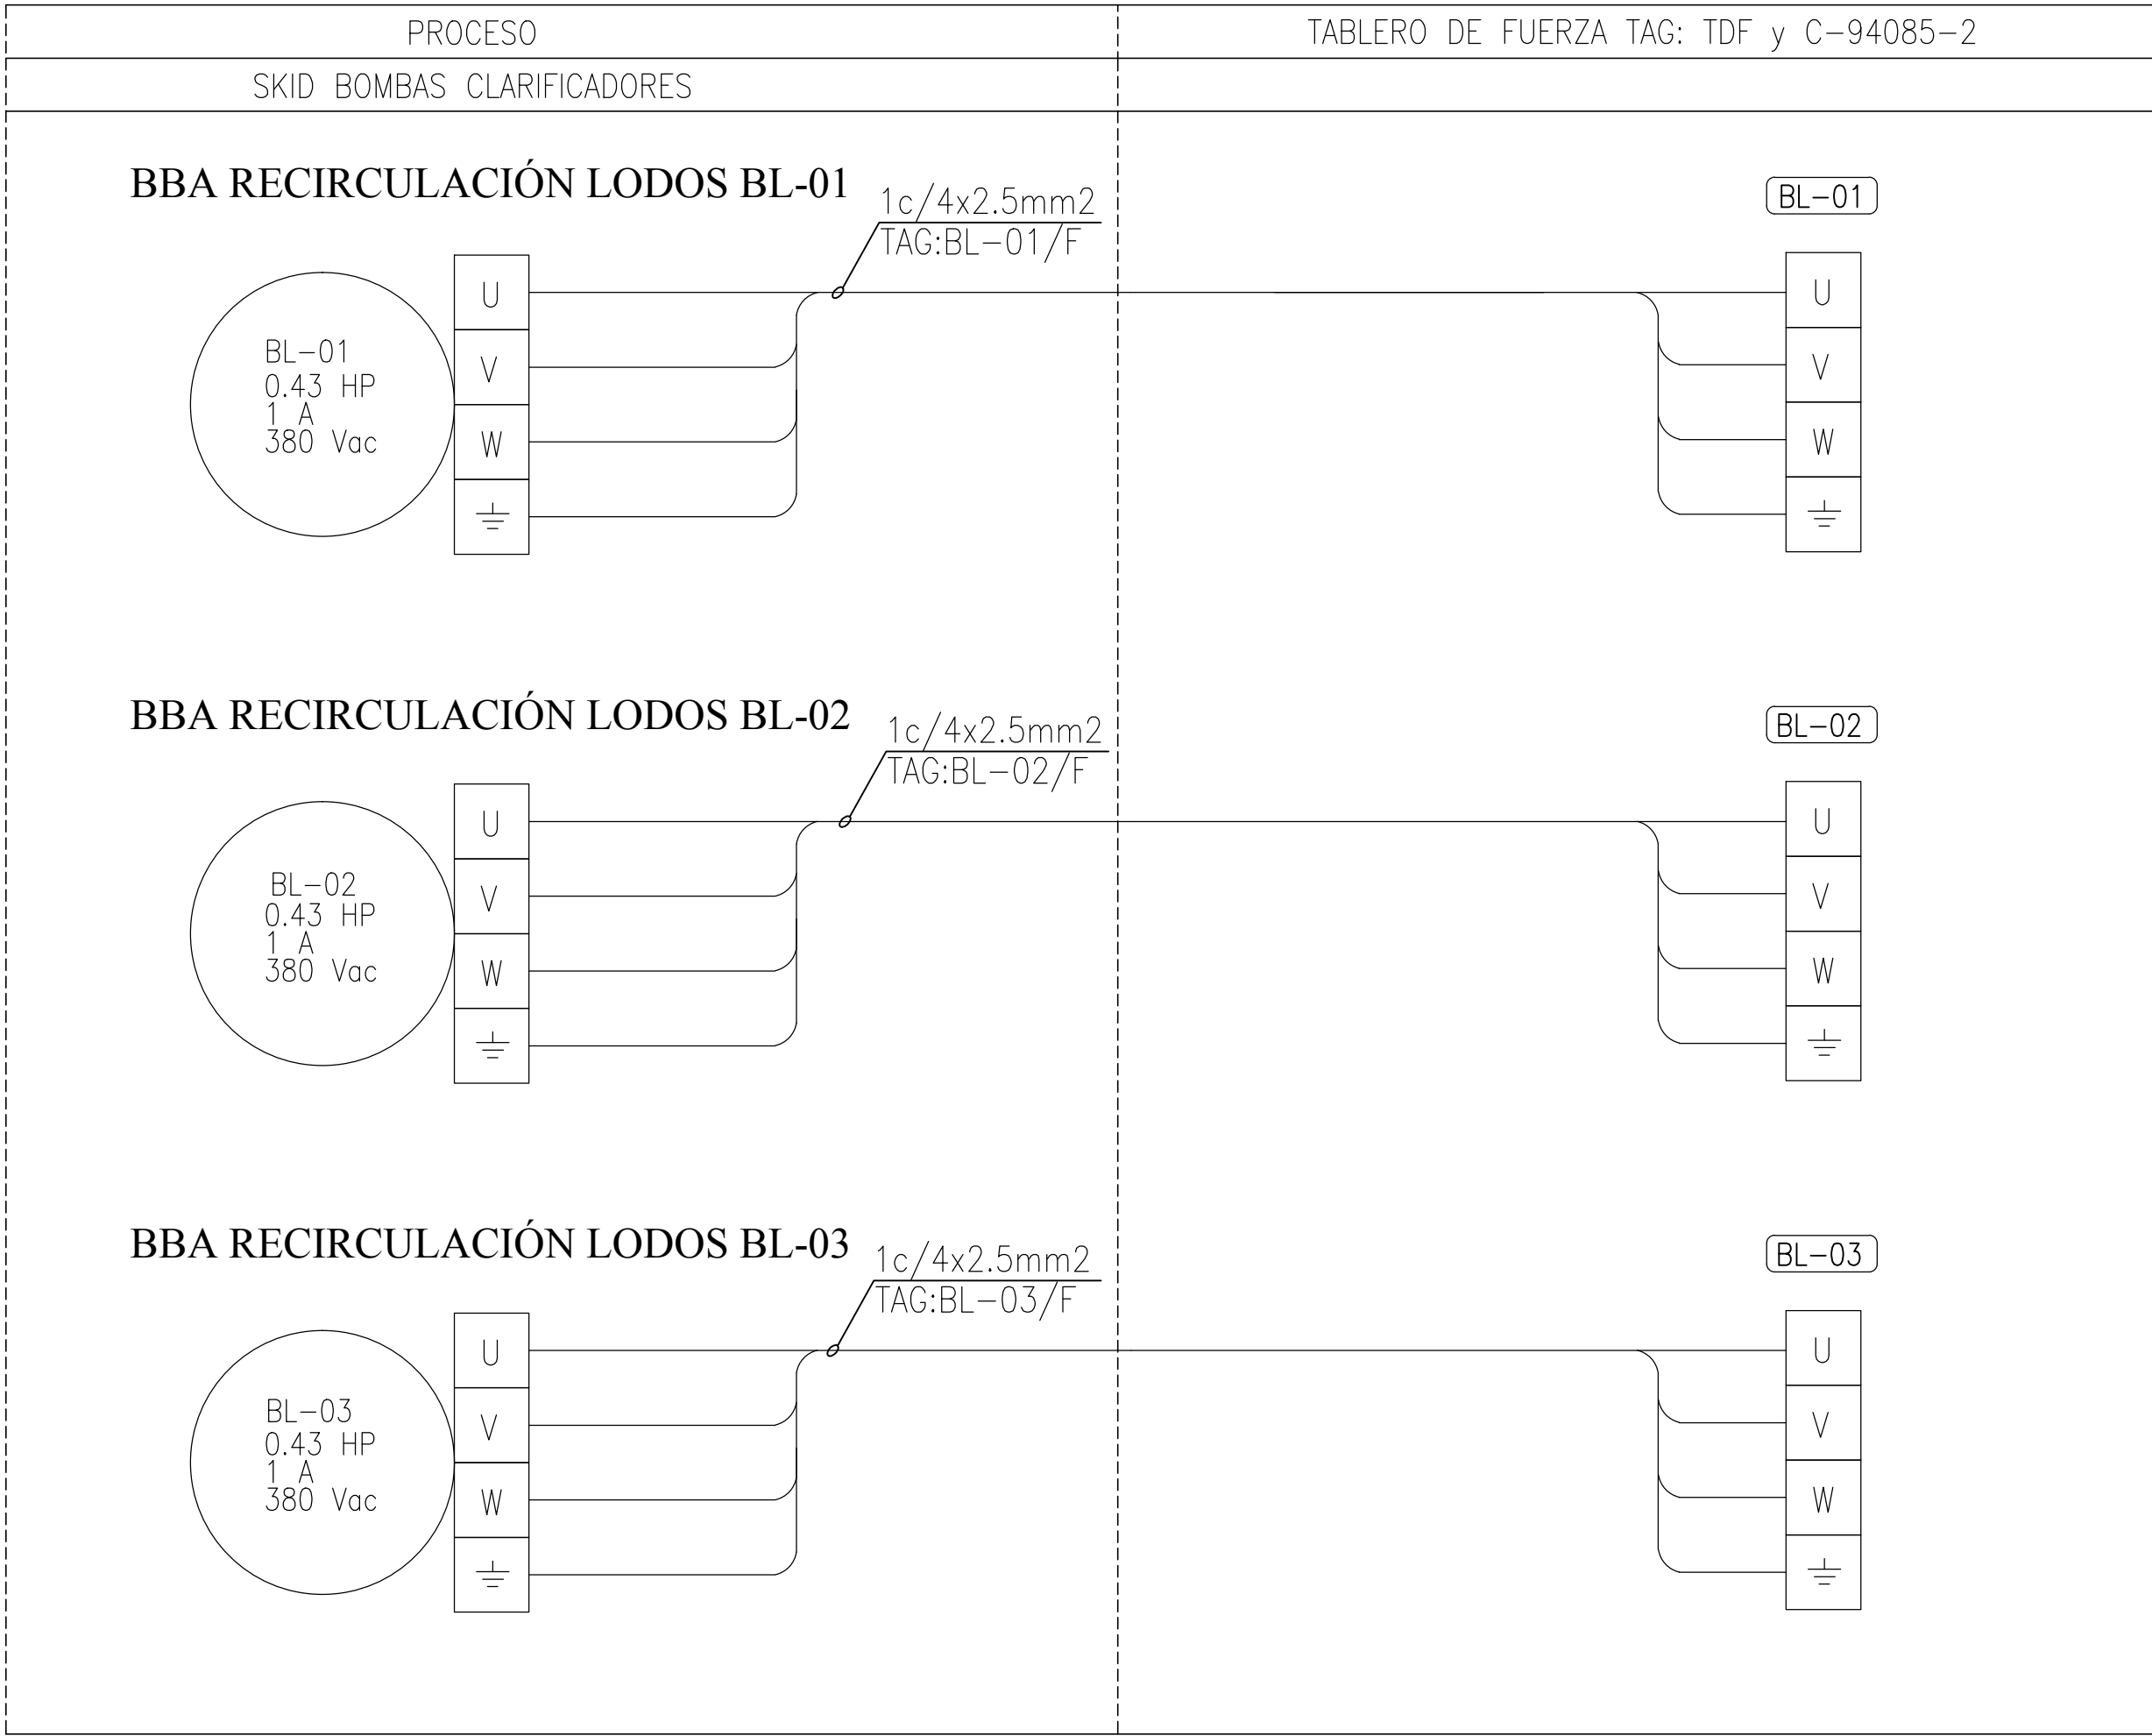 PROCESO
TABLERO DE FUERZA TAG: TDF y C-94085-2
SKID BOMBAS CLARIFICADORES
BBA RECIRCULACIÓN LODOS BL-01
1c/4x2.5mm2
TAG:BL-01/F
BL-01
BL-01
0.43 HP
1 A
380 Vac
U
V
W
U
V
W
BBA RECIRCULACIÓN LODOS BL-02
1c/4x2.5mm2
TAG:BL-02/F
BL-02
BL-02
0.43 HP
1 A
380 Vac
U
V
W
U
V
W
BBA RECIRCULACIÓN LODOS BL-03
1c/4x2.5mm2
TAG:BL-03/F
BL-03
BL-03
0.43 HP
1 A
380 Vac
U
V
W
U
V
W